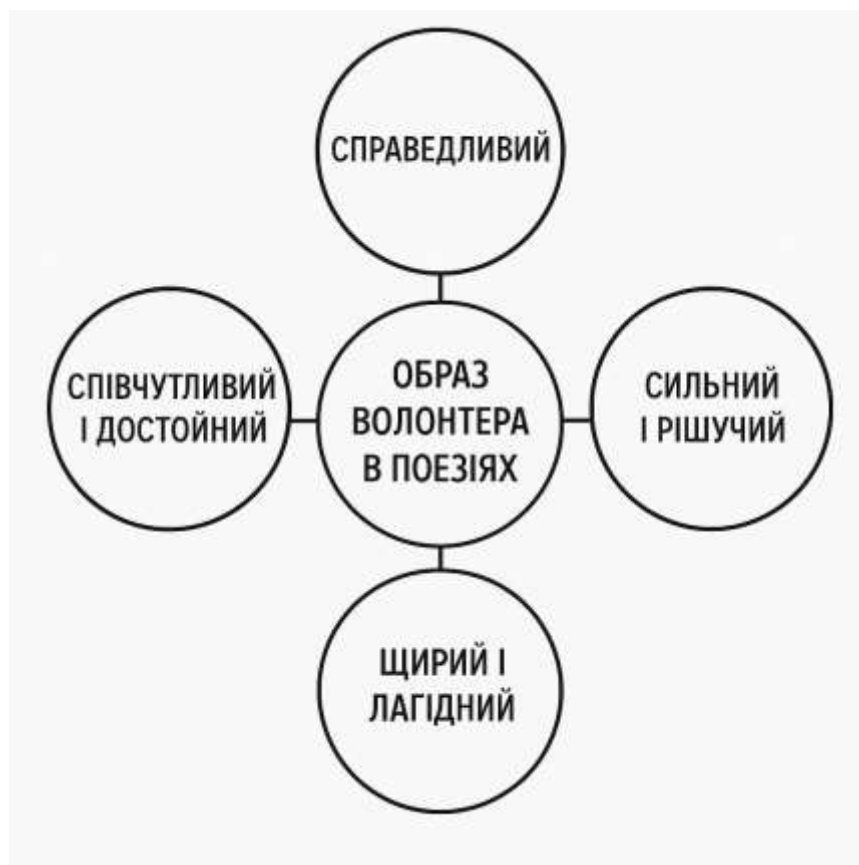 СПРАВЕДЛИВИЙ
СПІВЧУТЛИВИЙ
І ДОСТОЙНИЙ
ОБРАЗ
ВОЛОНТЕРА
В ПОЕЗІЯХ
СИЛЬНИЙ
І РІШУЧИЙ
ЩИРИЙ І
ЛАГІДНИЙ